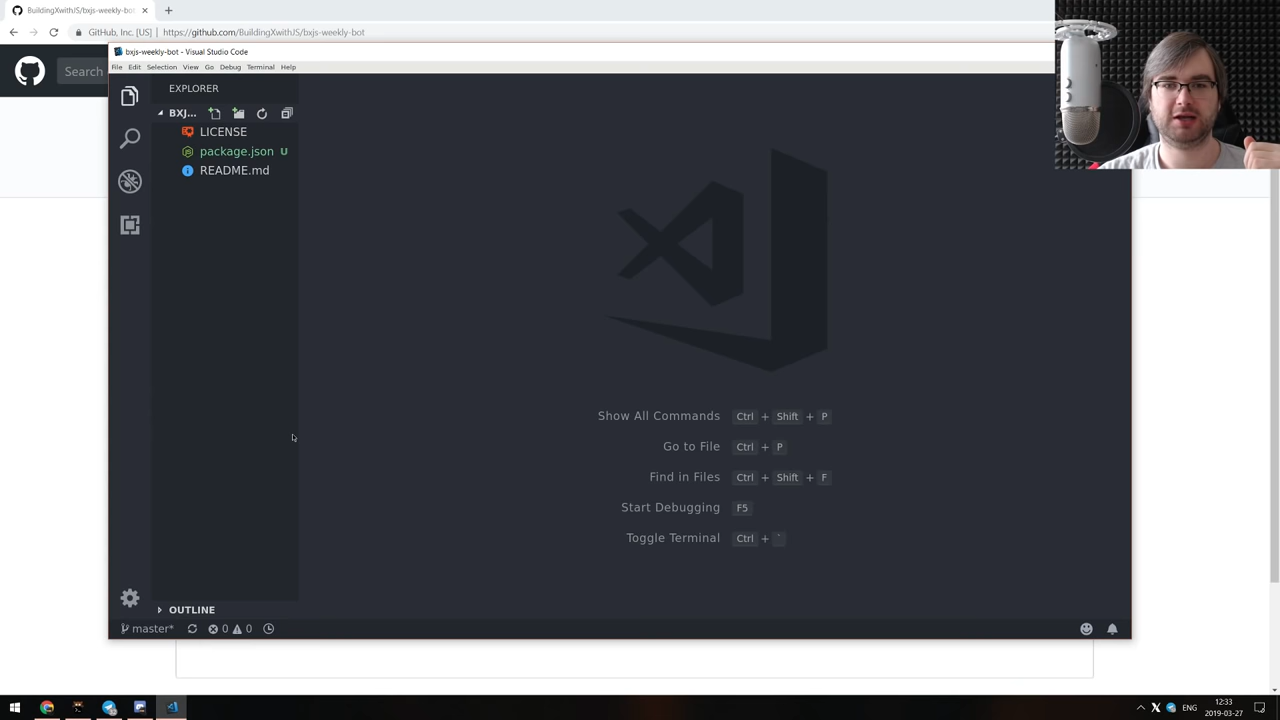 BuildingXwithJS/bxjs-weekly-bot
GitHub, Inc. [US] | https://github.com/BuildingXwithJS/bxjs-weekly-bot
Search
bxjs-weekly-bot - Visual Studio Code
File Edit Selection View Go Debug Terminal Help
EXPLORER
BXJ...
LICENSE
package.json U
README.md
Show All Commands Ctrl + Shift + P
Go to File Ctrl + P
Find in Files Ctrl + Shift + F
Start Debugging F5
Toggle Terminal Ctrl + `
OUTLINE
master* 0 0
ENG
12:33
2019-03-27